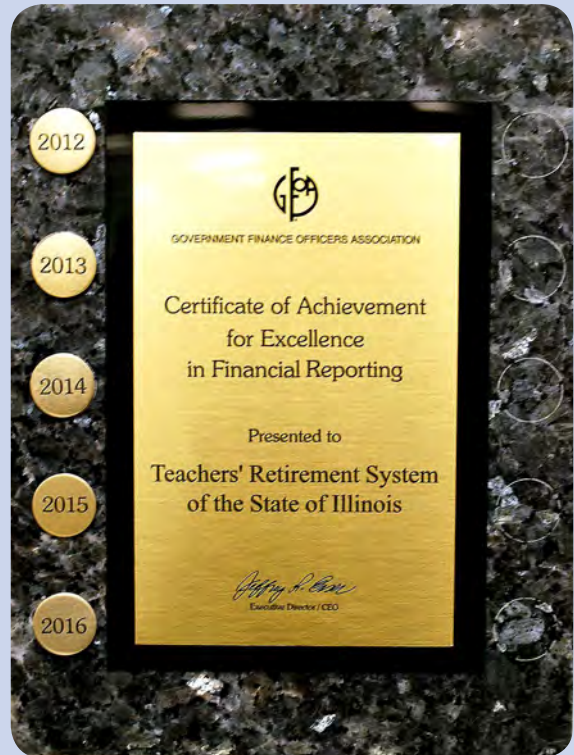 2012
2013
2014
2015
2016
GFOA
GOVERNMENT FINANCE OFFICERS ASSOCIATION
Certificate of Achievement
for Excellence
in Financial Reporting
Presented to
Teachers' Retirement System
of the State of Illinois
Executive Director / CEO